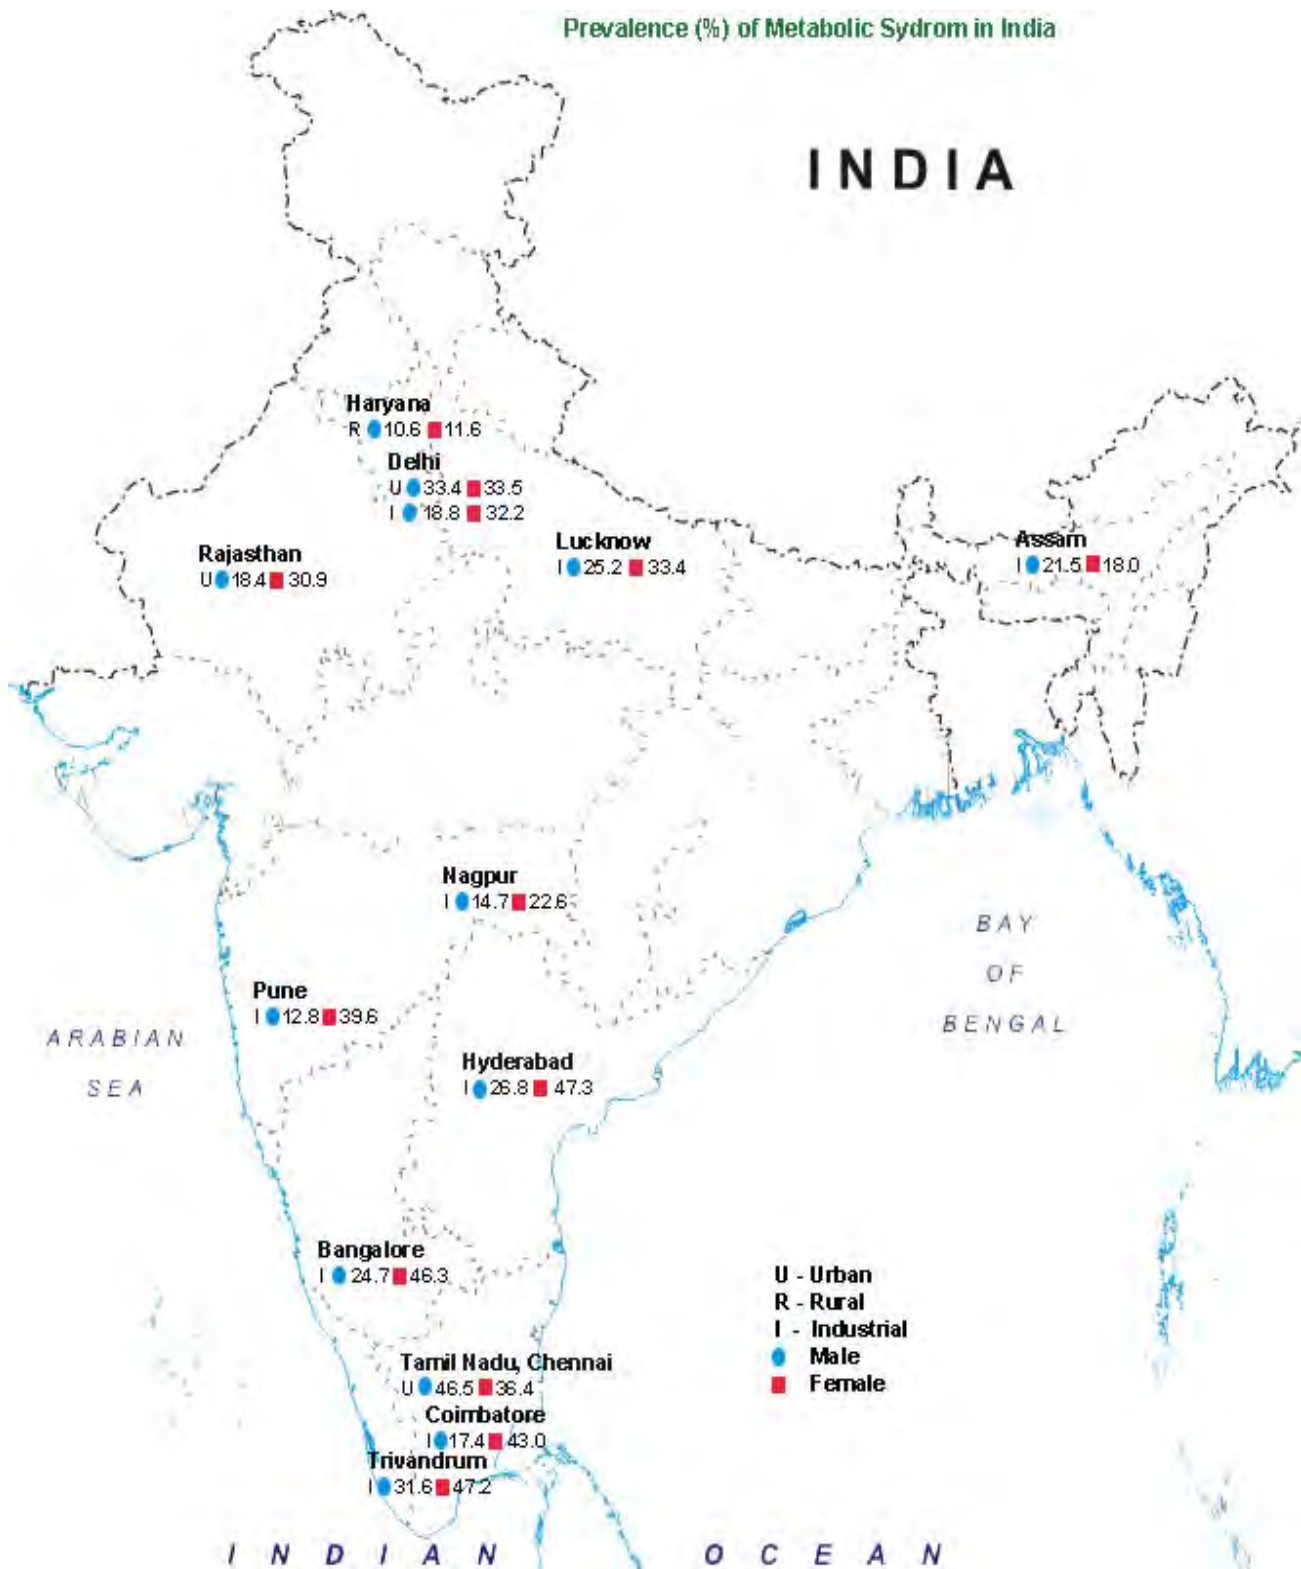 Prevalence (%) of Metabolic Sydrom in India
INDIA
Haryana
R 10.6 11.6
Delhi
U 33.4 33.5
I 18.8 32.2
Lucknow
I 25.2 33.4
Assam
I 21.5 18.0
Rajasthan
U 18.4 30.9
Nagpur
I 14.7 22.6
BAY
OF
BENGAL
Pune
I 12.8 39.6
ARABIAN
SEA
Hyderabad
I 26.8 47.3
Bangalore
I 24.7 46.3
U - Urban
R - Rural
I - Industrial
Male
Female
Tamil Nadu, Chennai
U 46.5 36.4
Coimbatore
I 17.4 43.0
Trivandrum
I 31.6 47.2
INDIAN OCEAN